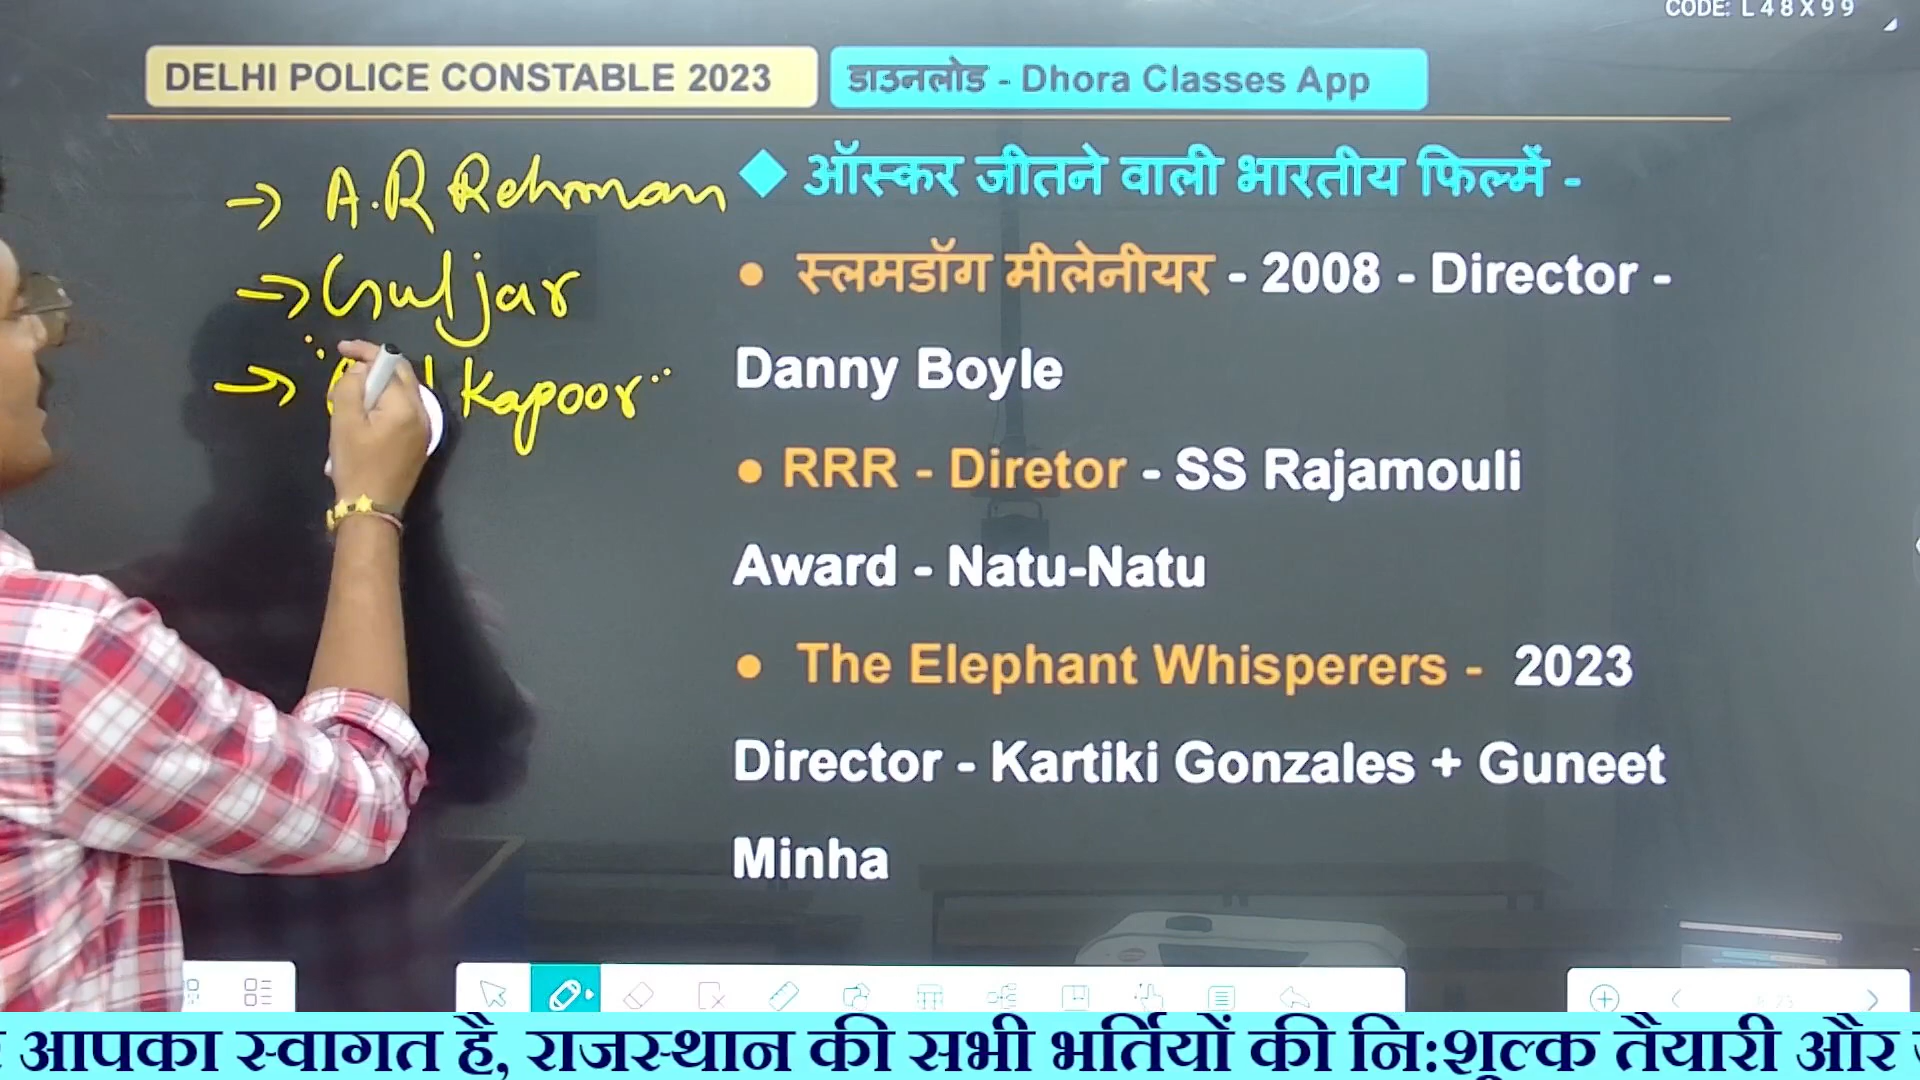 CODE: L48X99
DELHI POLICE CONSTABLE 2023
डाउनलोड - Dhora Classes App
→ A.R Rehman
→ Guljar
→ Kapoor
ऑस्कर जीतने वाली भारतीय फिल्में -
• स्लमडॉग मीलेनीयर - 2008 - Director -
Danny Boyle
• RRR - Diretor - SS Rajamouli
Award - Natu-Natu
• The Elephant Whisperers - 2023
Director - Kartiki Gonzales + Guneet
Minha
आपका स्वागत है, राजस्थान की सभी भर्तियों की नि:शूल्क तैयारी और